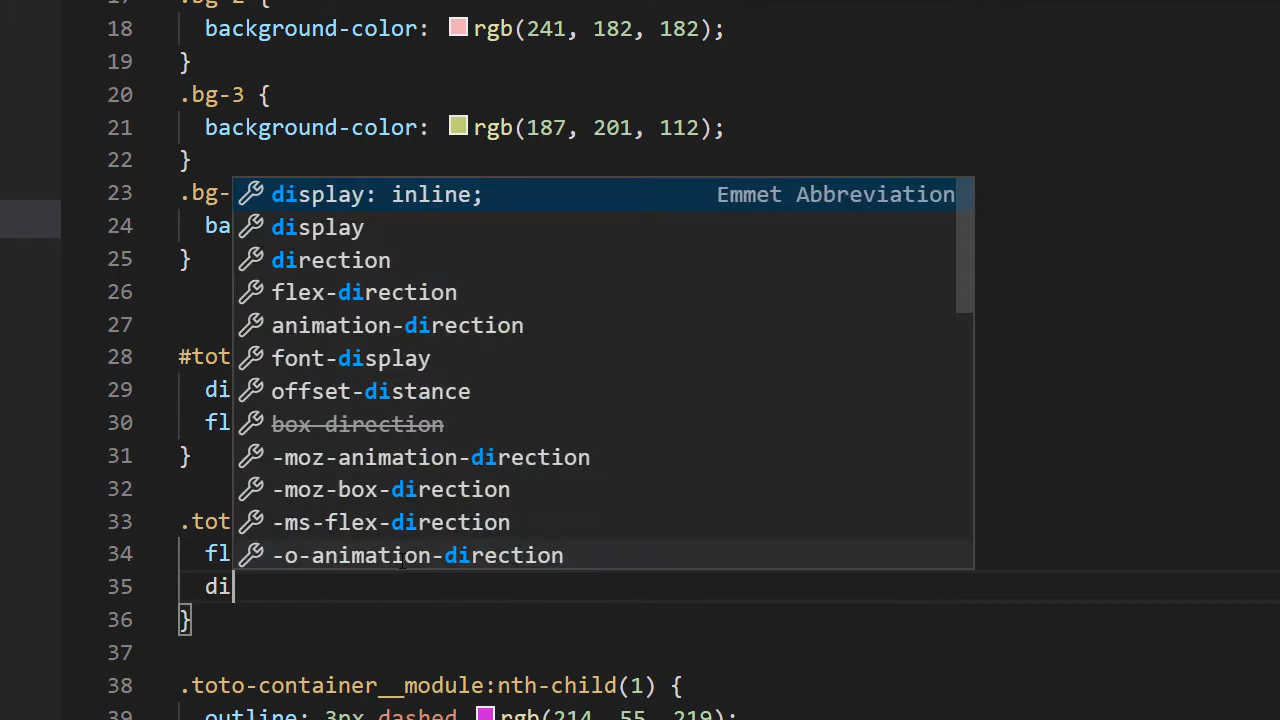 17 .bg-2 {
18 background-color: rgb(241, 182, 182);
19 }
20 .bg-3 {
21 background-color: rgb(187, 201, 112);
22 }
23 .bg-
display: inline; Emmet Abbreviation
24 ba
display
25 }
direction
26
flex-direction
27
animation-direction
28 #tot
font-display
29 di
offset-distance
30 fl
box-direction
31 }
-moz-animation-direction
32
-moz-box-direction
33 .tot
-ms-flex-direction
34 fl
-o-animation-direction
35 di
36 }
37
38 .toto-container__module:nth-child(1) {
39 outline: 3px dashed rgb(214, 55, 219);